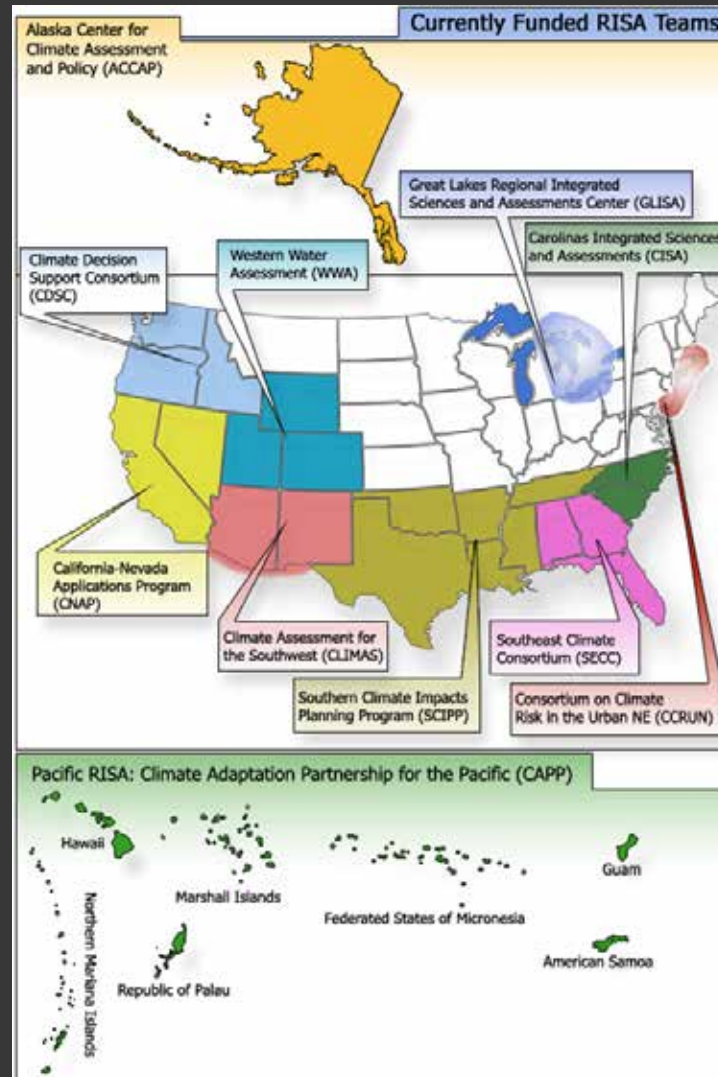 Currently Funded RISA Teams
Alaska Center for
Climate Assessment
and Policy (ACCAP)
Great Lakes Regional Integrated
Sciences and Assessments Center (GLISA)
Carolinas Integrated Sciences
and Assessments (CISA)
Climate Decision
Support Consortium
(CDSC)
Western Water
Assessment (WWA)
California-Nevada
Applications Program
(CNAP)
Climate Assessment for
the Southwest (CLIMAS)
Southeast Climate
Consortium (SECC)
Southern Climate Impacts
Planning Program (SCIPP)
Consortium on Climate
Risk in the Urban NE (CCRUN)
Pacific RISA: Climate Adaptation Partnership for the Pacific (CAPP)
Hawaii
Marshall Islands
Guam
Federated States of Micronesia
Northern Mariana Islands
Republic of Palau
American Samoa